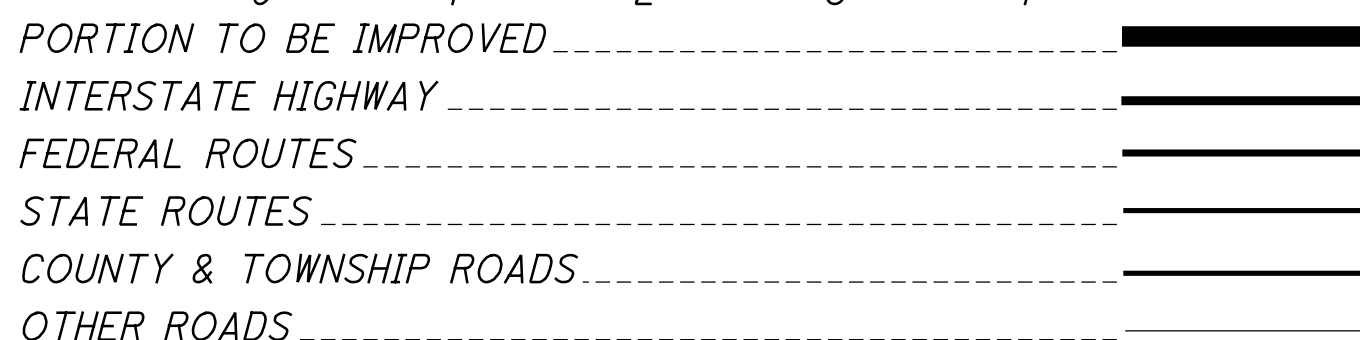 PORTION TO BE IMPROVED
INTERSTATE HIGHWAY
FEDERAL ROUTES
STATE ROUTES
COUNTY & TOWNSHIP ROADS
OTHER ROADS